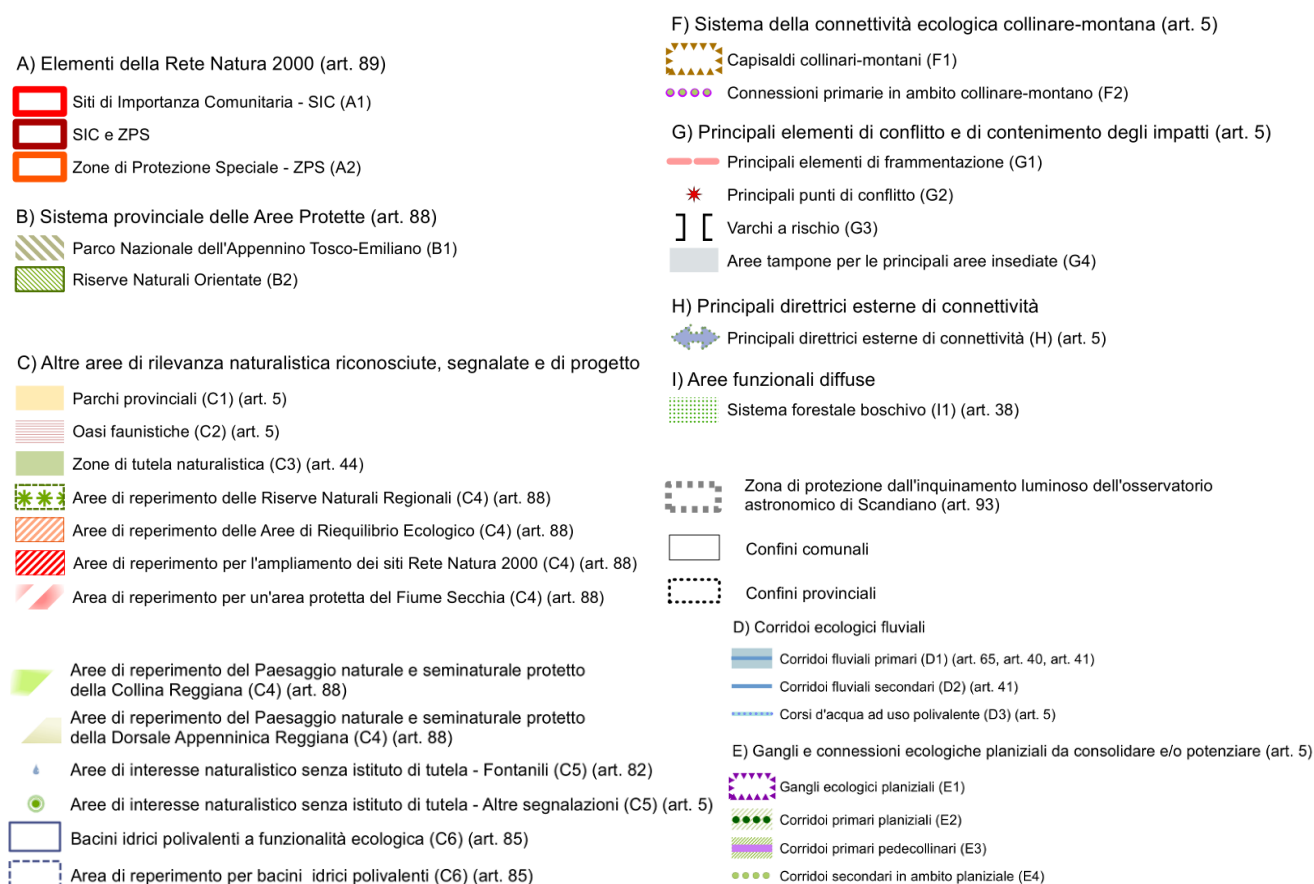 A) Elementi della Rete Natura 2000 (art. 89)
Siti di Importanza Comunitaria - SIC (A1)
SIC e ZPS
Zone di Protezione Speciale - ZPS (A2)
B) Sistema provinciale delle Aree Protette (art. 88)
Parco Nazionale dell'Appennino Tosco-Emiliano (B1)
Riserve Naturali Orientate (B2)
C) Altre aree di rilevanza naturalistica riconosciute, segnalate e di progetto
Parchi provinciali (C1) (art. 5)
Oasi faunistiche (C2) (art. 5)
Zone di tutela naturalistica (C3) (art. 44)
Aree di reperimento delle Riserve Naturali Regionali (C4) (art. 88)
Aree di reperimento delle Aree di Riequilibrio Ecologico (C4) (art. 88)
Aree di reperimento per l'ampliamento dei siti Rete Natura 2000 (C4) (art. 88)
Area di reperimento per un'area protetta del Fiume Secchia (C4) (art. 88)
Aree di reperimento del Paesaggio naturale e seminaturale protetto
della Collina Reggiana (C4) (art. 88)
Aree di reperimento del Paesaggio naturale e seminaturale protetto
della Dorsale Appenninica Reggiana (C4) (art. 88)
Aree di interesse naturalistico senza istituto di tutela - Fontanili (C5) (art. 82)
Aree di interesse naturalistico senza istituto di tutela - Altre segnalazioni (C5) (art. 5)
Bacini idrici polivalenti a funzionalità ecologica (C6) (art. 85)
Area di reperimento per bacini idrici polivalenti (C6) (art. 85)
F) Sistema della connettività ecologica collinare-montana (art. 5)
Capisaldi collinari-montani (F1)
Connessioni primarie in ambito collinare-montano (F2)
G) Principali elementi di conflitto e di contenimento degli impatti (art. 5)
Principali elementi di frammentazione (G1)
Principali punti di conflitto (G2)
Varchi a rischio (G3)
Aree tampone per le principali aree insediate (G4)
H) Principali direttrici esterne di connettività
Principali direttrici esterne di connettività (H) (art. 5)
I) Aree funzionali diffuse
Sistema forestale boschivo (I1) (art. 38)
Zona di protezione dall'inquinamento luminoso dell'osservatorio
astronomico di Scandiano (art. 93)
Confini comunali
Confini provinciali
D) Corridoi ecologici fluviali
Corridoi fluviali primari (D1) (art. 65, art. 40, art. 41)
Corridoi fluviali secondari (D2) (art. 41)
Corsi d'acqua ad uso polivalente (D3) (art. 5)
E) Gangli e connessioni ecologiche planiziali da consolidare e/o potenziare (art. 5)
Gangli ecologici planiziali (E1)
Corridoi primari planiziali (E2)
Corridoi primari pedecollinari (E3)
Corridoi secondari in ambito planiziale (E4)